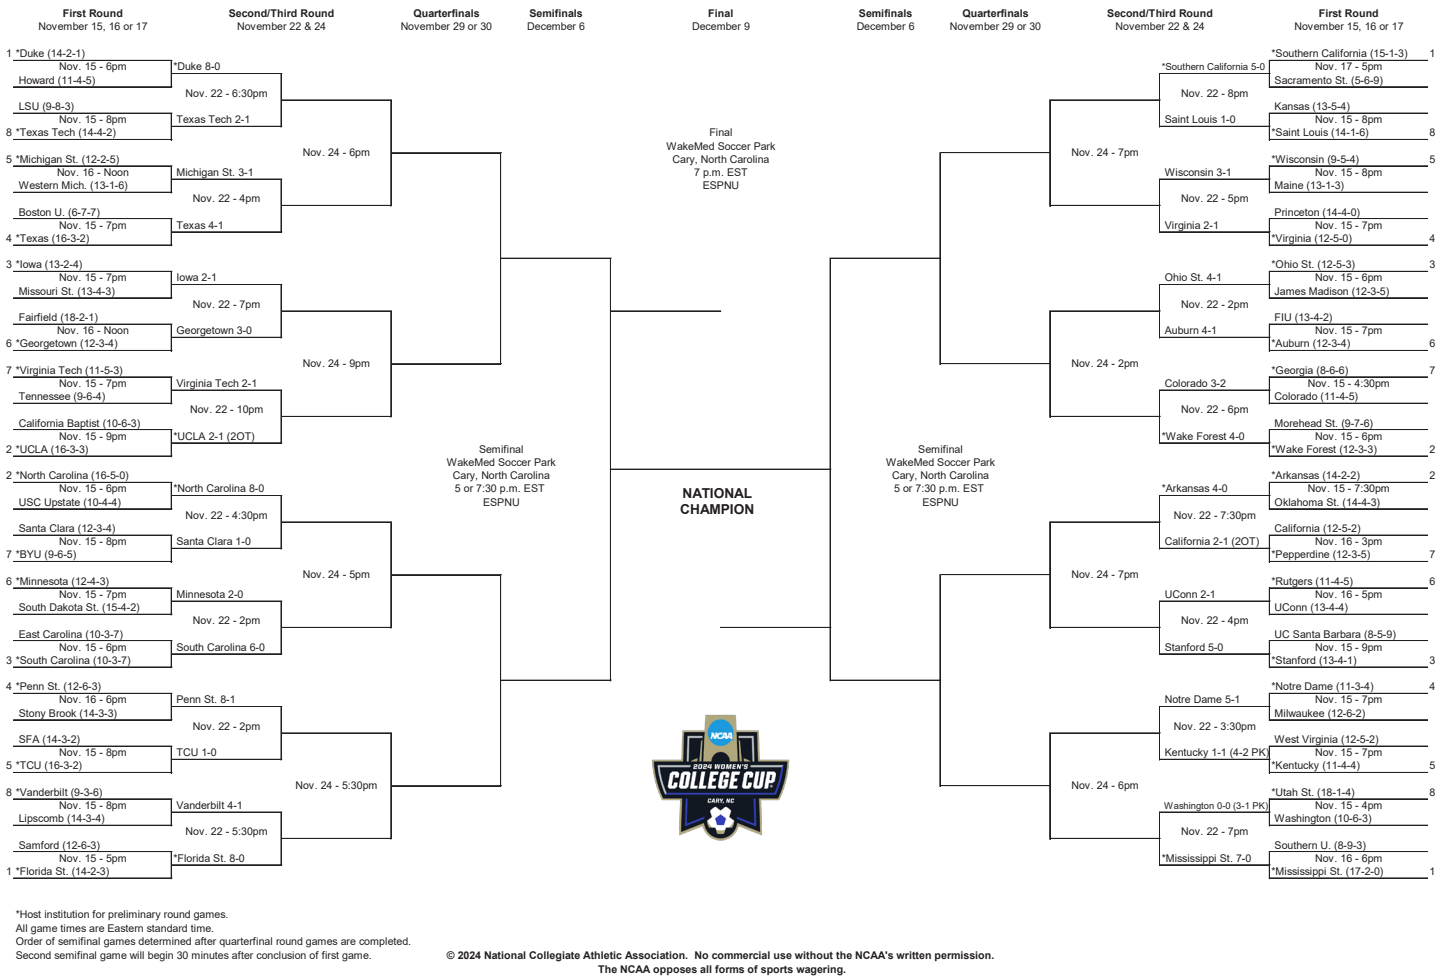 First Round
November 15, 16 or 17
Second/Third Round
November 22 & 24
Quarterfinals
November 29 or 30
Semifinals
December 6
Final
December 9
Semifinals
December 6
Quarterfinals
November 29 or 30
Second/Third Round
November 22 & 24
First Round
November 15, 16 or 17
1 *Duke (14-2-1)
Nov. 15 - 6pm
Howard (11-4-5)
LSU (9-8-3)
Nov. 15 - 8pm
8 *Texas Tech (14-4-2)
5 *Michigan St. (12-2-5)
Nov. 16 - Noon
Western Mich. (13-1-6)
Boston U. (6-7-7)
Nov. 15 - 7pm
4 *Texas (16-3-2)
3 *Iowa (13-2-4)
Nov. 15 - 7pm
Missouri St. (13-4-3)
Fairfield (18-2-1)
Nov. 16 - Noon
6 *Georgetown (12-3-4)
7 *Virginia Tech (11-5-3)
Nov. 15 - 7pm
Tennessee (9-6-4)
California Baptist (10-6-3)
Nov. 15 - 9pm
2 *UCLA (16-3-3)
2 *North Carolina (16-5-0)
Nov. 15 - 6pm
USC Upstate (10-4-4)
Santa Clara (12-3-4)
Nov. 15 - 8pm
7 *BYU (9-6-5)
6 *Minnesota (12-4-3)
Nov. 15 - 7pm
South Dakota St. (15-4-2)
East Carolina (10-3-7)
Nov. 15 - 6pm
3 *South Carolina (10-3-7)
4 *Penn St. (12-6-3)
Nov. 16 - 6pm
Stony Brook (14-3-3)
SFA (14-3-2)
Nov. 15 - 8pm
5 *TCU (16-3-2)
8 *Vanderbilt (9-3-6)
Nov. 15 - 8pm
Lipscomb (14-3-4)
Samford (12-6-3)
Nov. 15 - 5pm
1 *Florida St. (14-2-3)
*Duke 8-0
Nov. 22 - 6:30pm
Texas Tech 2-1
Michigan St. 3-1
Nov. 22 - 4pm
Texas 4-1
Iowa 2-1
Nov. 22 - 7pm
Georgetown 3-0
Virginia Tech 2-1
Nov. 22 - 10pm
*UCLA 2-1 (2OT)
*North Carolina 8-0
Nov. 22 - 4:30pm
Santa Clara 1-0
Minnesota 2-0
Nov. 22 - 2pm
South Carolina 6-0
Penn St. 8-1
Nov. 22 - 2pm
TCU 1-0
Vanderbilt 4-1
Nov. 22 - 5:30pm
*Florida St. 8-0
Nov. 24 - 6pm
Nov. 24 - 9pm
Nov. 24 - 5pm
Nov. 24 - 5:30pm
Semifinal
WakeMed Soccer Park
Cary, North Carolina
5 or 7:30 p.m. EST
ESPNU
Final
WakeMed Soccer Park
Cary, North Carolina
7 p.m. EST
ESPNU
NATIONAL
CHAMPION
NCAA
2024 WOMEN'S
COLLEGE CUP
CARY, NC
Semifinal
WakeMed Soccer Park
Cary, North Carolina
5 or 7:30 p.m. EST
ESPNU
Nov. 24 - 7pm
Nov. 24 - 2pm
Nov. 24 - 7pm
Nov. 24 - 6pm
*Southern California 5-0
Nov. 22 - 8pm
Saint Louis 1-0
Wisconsin 3-1
Nov. 22 - 5pm
Virginia 2-1
Ohio St. 4-1
Nov. 22 - 2pm
Auburn 4-1
Colorado 3-2
Nov. 22 - 6pm
*Wake Forest 4-0
*Arkansas 4-0
Nov. 22 - 7:30pm
California 2-1 (2OT)
UConn 2-1
Nov. 22 - 4pm
Stanford 5-0
Notre Dame 5-1
Nov. 22 - 3:30pm
Kentucky 1-1 (4-2 PK)
Washington 0-0 (3-1 PK)
Nov. 22 - 7pm
*Mississippi St. 7-0
*Southern California (15-1-3) 1
Nov. 17 - 5pm
Sacramento St. (5-6-9)
Kansas (13-5-4)
Nov. 15 - 8pm
*Saint Louis (14-1-6) 8
*Wisconsin (9-5-4) 5
Nov. 15 - 8pm
Maine (13-1-3)
Princeton (14-4-0)
Nov. 15 - 7pm
*Virginia (12-5-0) 4
*Ohio St. (12-5-3) 3
Nov. 15 - 6pm
James Madison (12-3-5)
FIU (13-4-2)
Nov. 15 - 7pm
*Auburn (12-3-4) 6
*Georgia (8-6-6) 7
Nov. 15 - 4:30pm
Colorado (11-4-5)
Morehead St. (9-7-6)
Nov. 15 - 6pm
*Wake Forest (12-3-3) 2
*Arkansas (14-2-2) 2
Nov. 15 - 7:30pm
Oklahoma St. (14-4-3)
California (12-5-2)
Nov. 16 - 3pm
*Pepperdine (12-3-5) 7
*Rutgers (11-4-5) 6
Nov. 16 - 5pm
UConn (13-4-4)
UC Santa Barbara (8-5-9)
Nov. 15 - 9pm
*Stanford (13-4-1) 3
*Notre Dame (11-3-4) 4
Nov. 15 - 7pm
Milwaukee (12-6-2)
West Virginia (12-5-2)
Nov. 15 - 7pm
*Kentucky (11-4-4) 5
*Utah St. (18-1-4) 8
Nov. 15 - 4pm
Washington (10-6-3)
Southern U. (8-9-3)
Nov. 16 - 6pm
*Mississippi St. (17-2-0) 1
*Host institution for preliminary round games.
All game times are Eastern standard time.
Order of semifinal games determined after quarterfinal round games are completed.
Second semifinal game will begin 30 minutes after conclusion of first game.
© 2024 National Collegiate Athletic Association. No commercial use without the NCAA's written permission.
The NCAA opposes all forms of sports wagering.